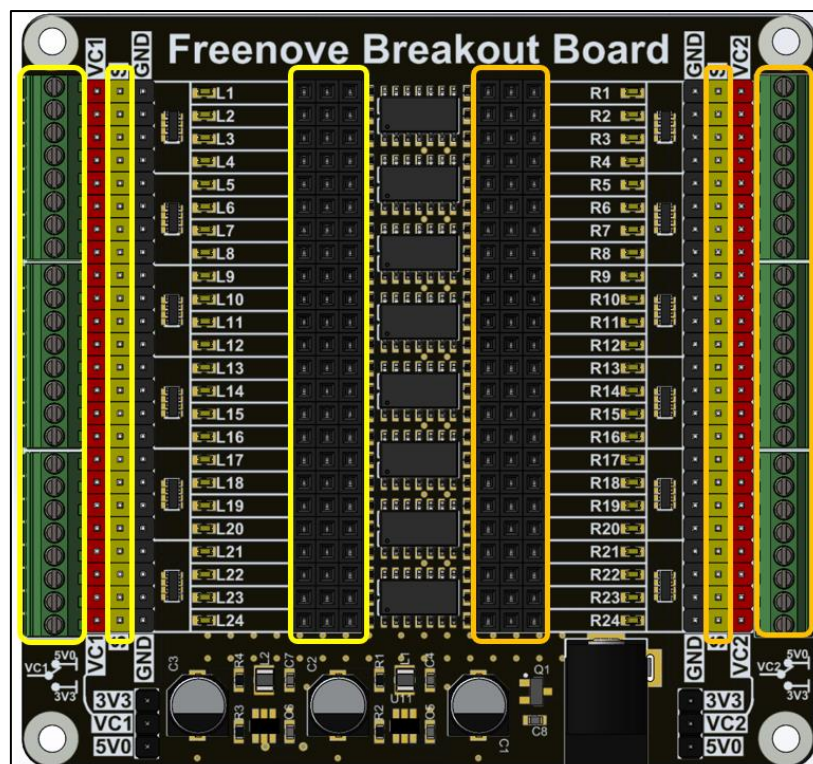 Freenove Breakout Board
VC1 S GND GND S VC2
L1 R1
L2 R2
L3 R3
L4 R4
L5 R5
L6 R6
L7 R7
L8 R8
L9 R9
L10 R10
L11 R11
L12 R12
L13 R13
L14 R14
L15 R15
L16 R16
L17 R17
L18 R18
L19 R19
L20 R20
L21 R21
L22 R22
L23 R23
L24 R24
VC1 S GND GND S VC2
C3 R4 L2 C7 C2 R1 L1 C4 Q1
5V0 VC1 3V3
5V0 VC2 3V3
U11
R3 C6 R2 C5 C1 C8
3V3 3V3
VC1 VC2
5V0 5V0